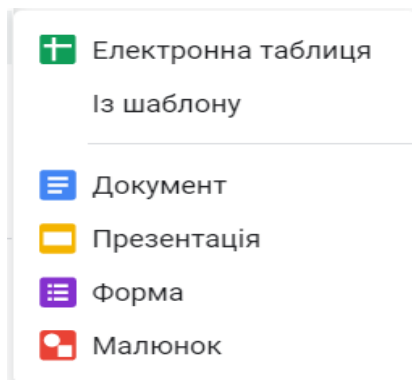 Електронна таблиця
Із шаблону
Документ
Презентація
Форма
Малюнок